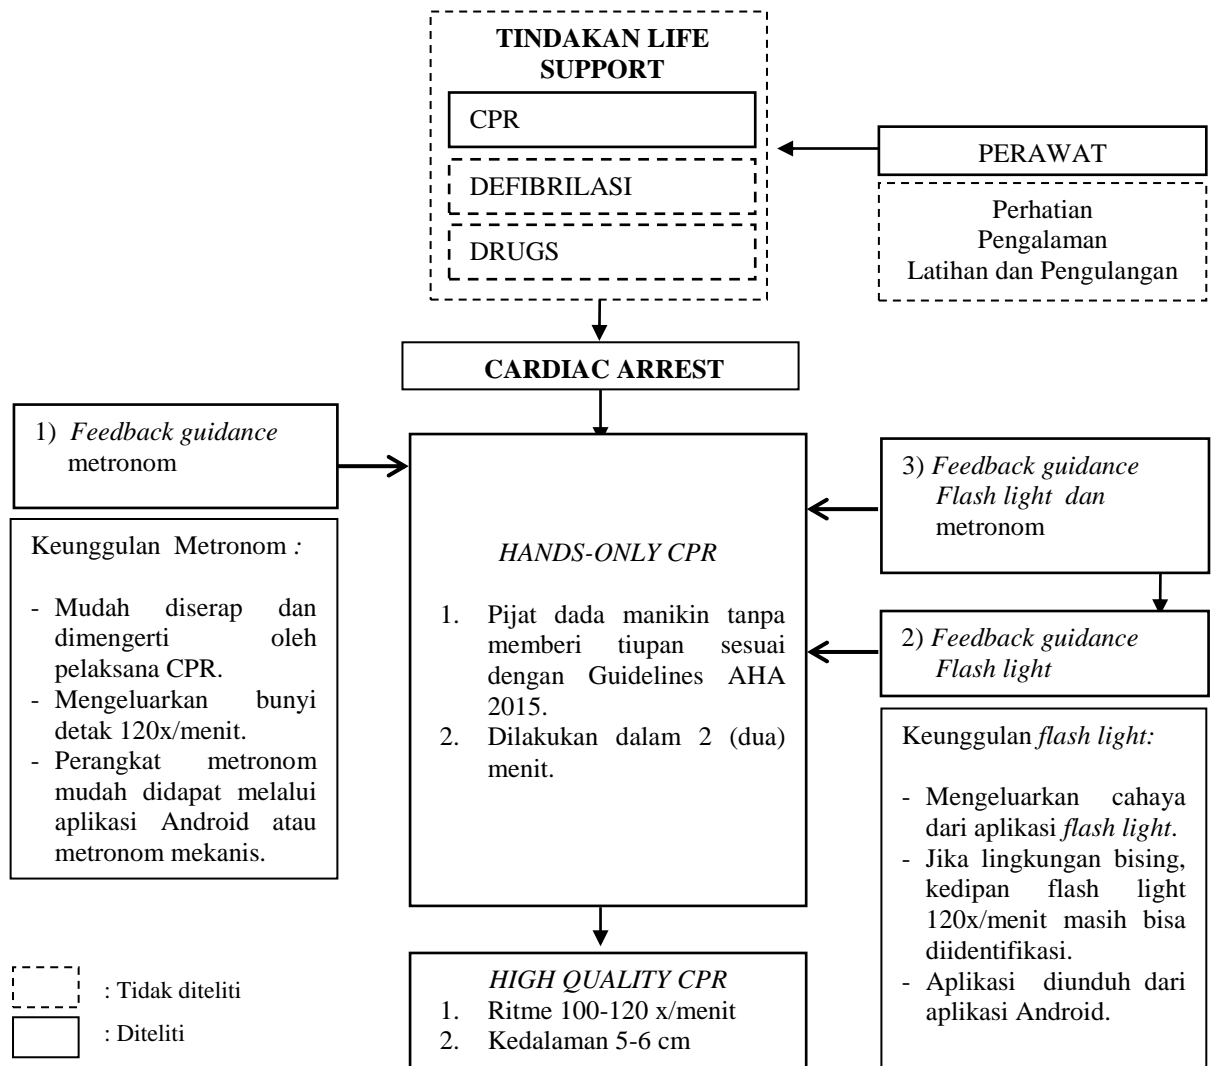 TINDAKAN LIFE
SUPPORT
CPR
DEFIBRILASI
DRUGS
PERAWAT
Perhatian
Pengalaman
Latihan dan Pengulangan
CARDIAC ARREST
1) Feedback guidance
metronom
Keunggulan Metronom :
- Mudah diserap dan
dimengerti oleh
pelaksana CPR.
- Mengeluarkan bunyi
detak 120x/menit.
- Perangkat metronom
mudah didapat melalui
aplikasi Android atau
metronom mekanis.
HANDS-ONLY CPR
1. Pijat dada manikin tanpa
memberi tiupan sesuai
dengan Guidelines AHA
2015.
2. Dilakukan dalam 2 (dua)
menit.
3) Feedback guidance
Flash light dan
metronom
2) Feedback guidance
Flash light
Keunggulan flash light:
- Mengeluarkan cahaya
dari aplikasi flash light.
- Jika lingkungan bising,
kedipan flash light
120x/menit masih bisa
diidentifikasi.
- Aplikasi diunduh dari
aplikasi Android.
HIGH QUALITY CPR
1. Ritme 100-120 x/menit
2. Kedalaman 5-6 cm
: Tidak diteliti
: Diteliti